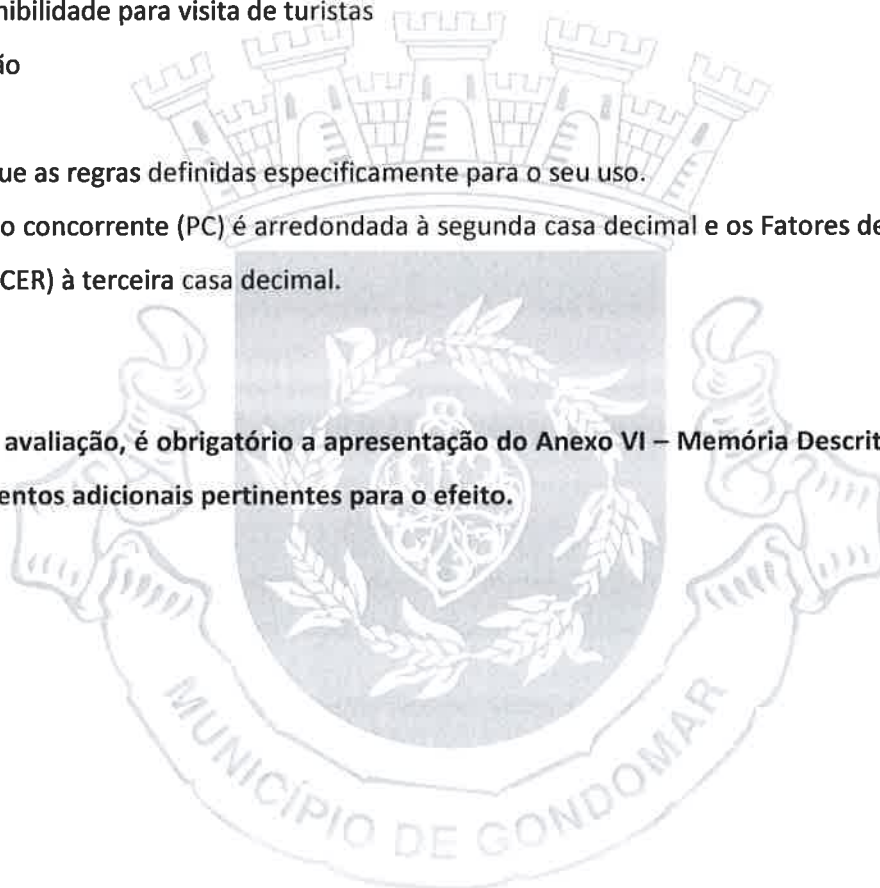 nibilidade para visita de turistas
ão
ue as regras definidas especificamente para o seu uso.
o concorrente (PC) é arredondada à segunda casa decimal e os Fatores de
CER) à terceira casa decimal.
avaliação, é obrigatório a apresentação do Anexo VI – Memória Descrit
entos adicionais pertinentes para o efeito.
MUNICÍPIO DE GONDOMAR